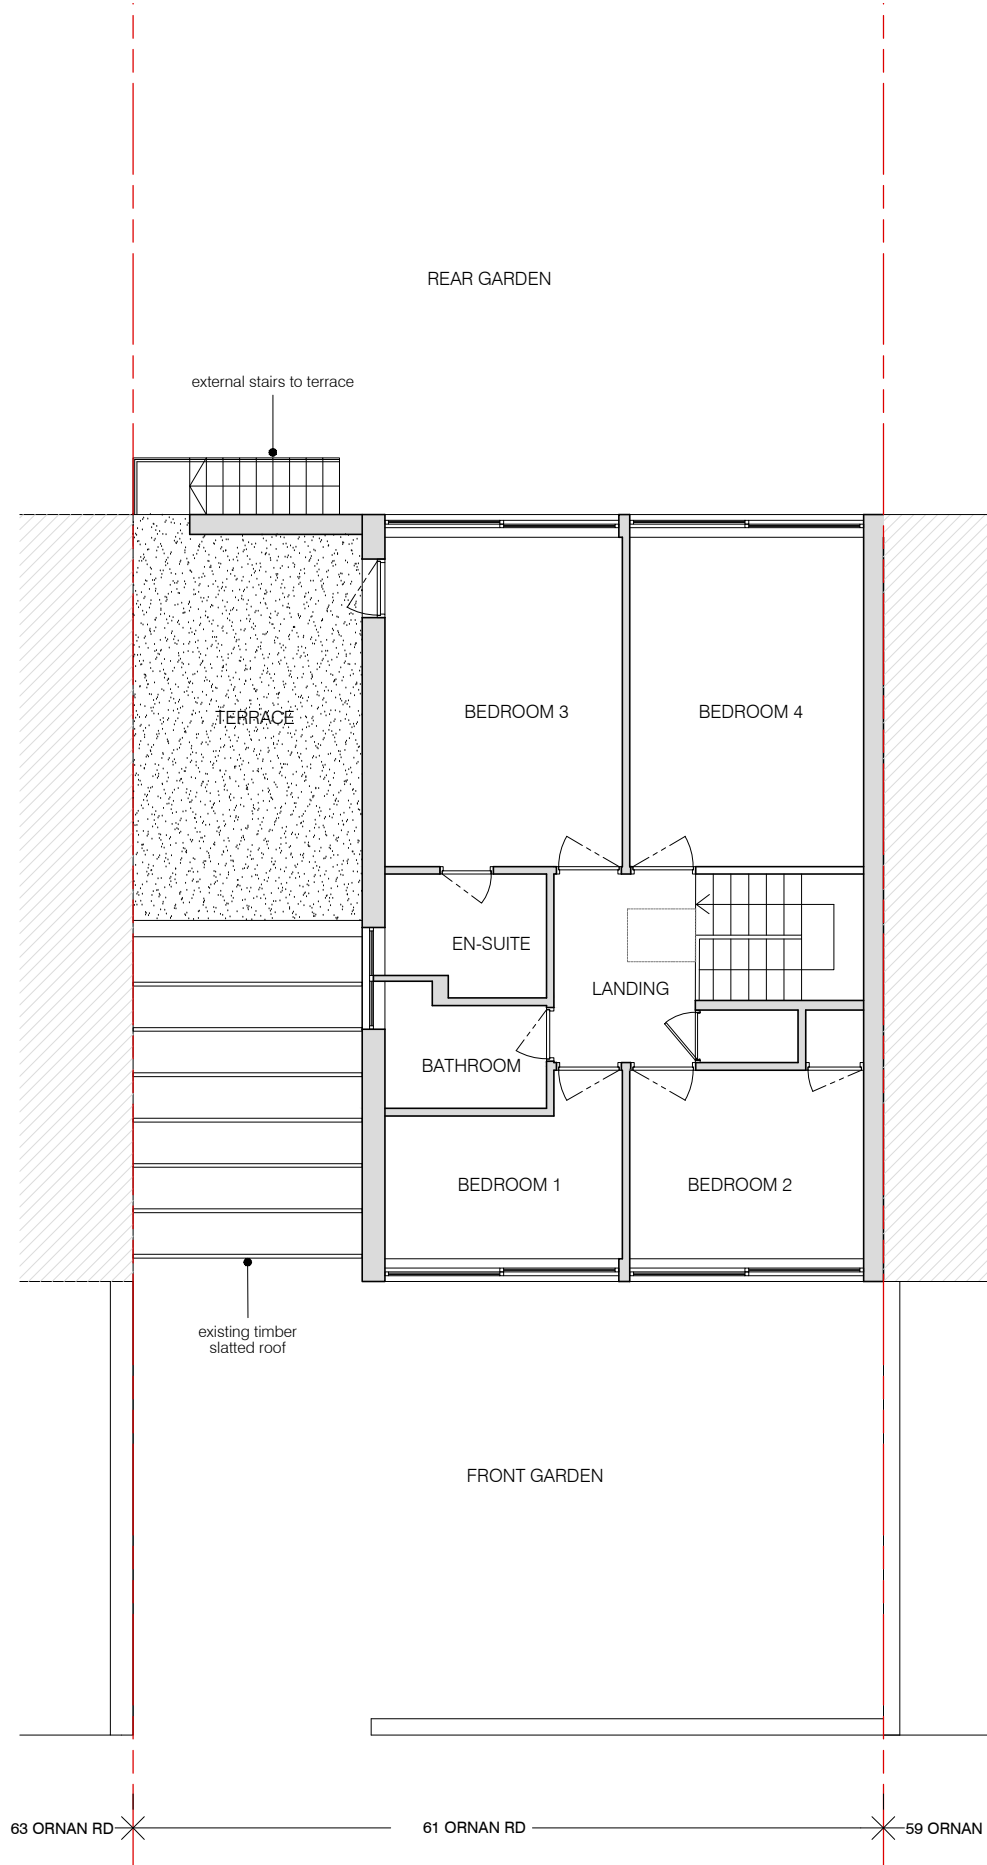 REAR GARDEN
external stairs to terrace
BEDROOM 3
BEDROOM 4
TERRACE
EN-SUITE
LANDING
BATHROOM
BEDROOM 1
BEDROOM 2
existing timber
slatted roof
FRONT GARDEN
63 ORNAN RD
61 ORNAN RD
59 ORNAN